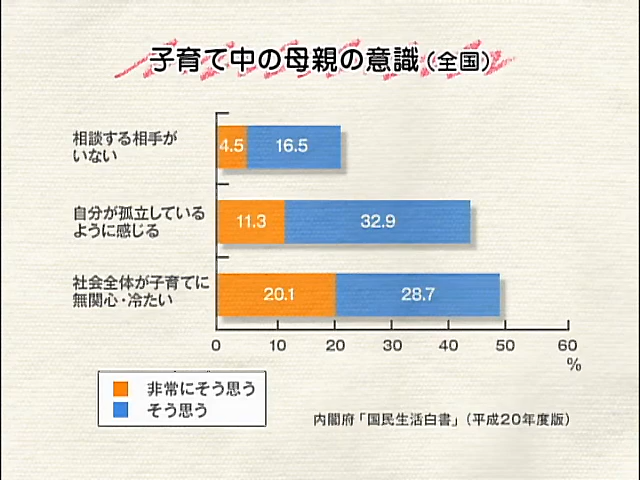 子育て中の母親の意識（全国）
相談する相手が
いない
4.5 16.5
自分が孤立している
ように感じる
11.3 32.9
社会全体が子育てに
無関心・冷たい
20.1 28.7
0 10 20 30 40 50 60
%
非常にそう思う
そう思う
内閣府「国民生活白書」（平成20年度版）